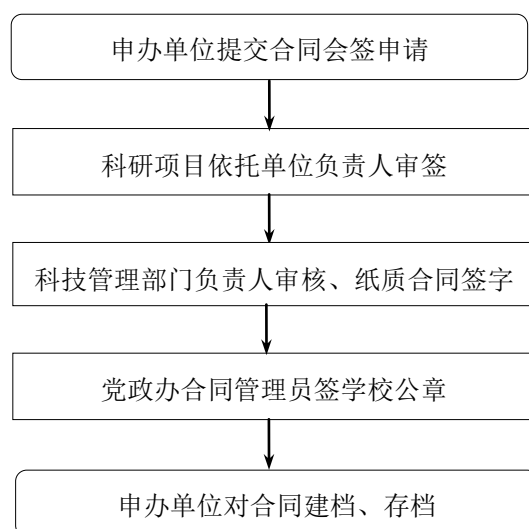 申办单位提交合同会签申请
科研项目依托单位负责人审签
科技管理部门负责人审核、纸质合同签字
党政办合同管理员签学校公章
申办单位对合同建档、存档